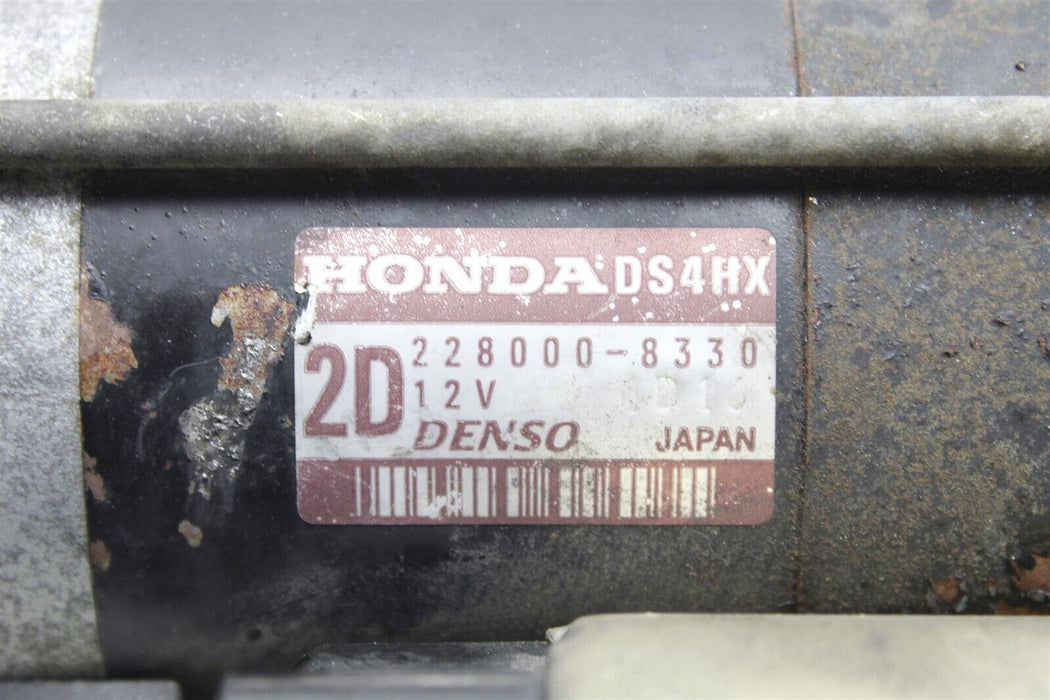 HONDA DS4HX
2D 228000-8330
12V
DENSO JAPAN